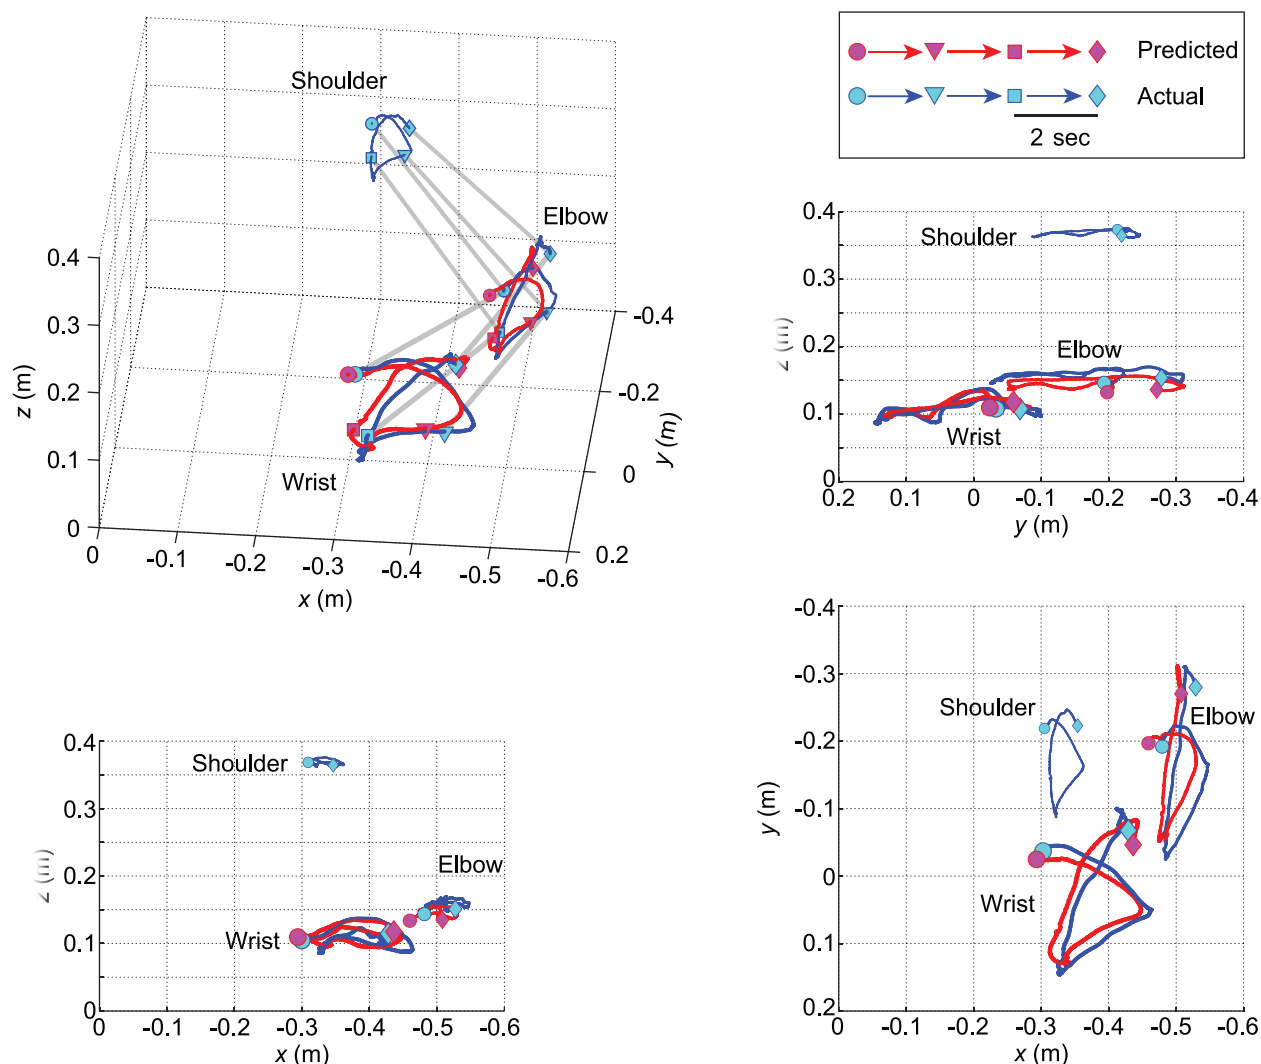 Shoulder
Elbow
Wrist
z (m)
0.4
0.3
0.2
0.1
0
0
-0.1
-0.2
-0.3
-0.4
-0.5
-0.6
x (m)
-0.4
-0.2
0
0.2
y (m)
Predicted
Actual
2 sec
0.4
0.3
0.2
0.1
0
Shoulder
Elbow
Wrist
(m)
0.2
0.1
0
-0.1
-0.2
-0.3
-0.4
y (m)
0.4
0.3
0.2
0.1
0
Shoulder
Elbow
Wrist
(m)
0
-0.1
-0.2
-0.3
-0.4
-0.5
-0.6
x (m)
-0.4
-0.3
-0.2
-0.1
0
0.1
0.2
y (m)
Shoulder
Elbow
Wrist
0
-0.1
-0.2
-0.3
-0.4
-0.5
-0.6
x (m)